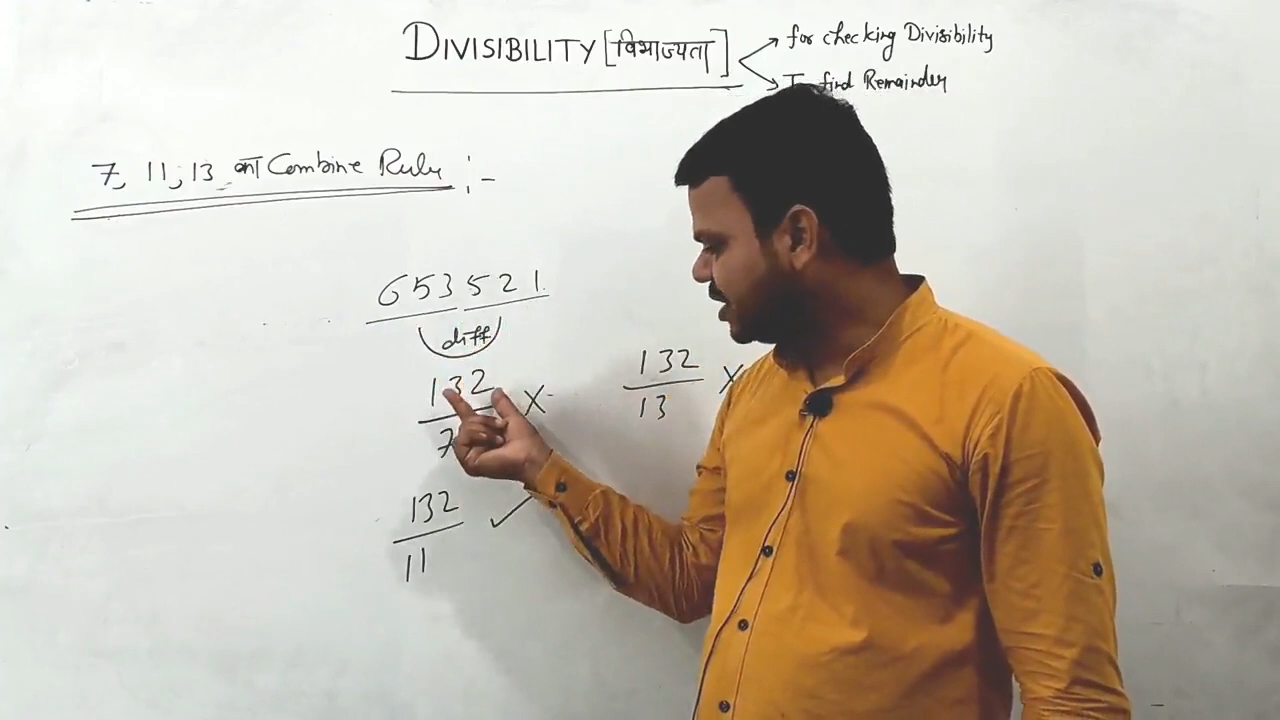 DIVISIBILITY [विभाज्यता]
for checking Divisibility
To find Remainder
7, 11, 13 का Combine Rule :-
653521
diff
132
7
X
132
11
✓
132
13
X